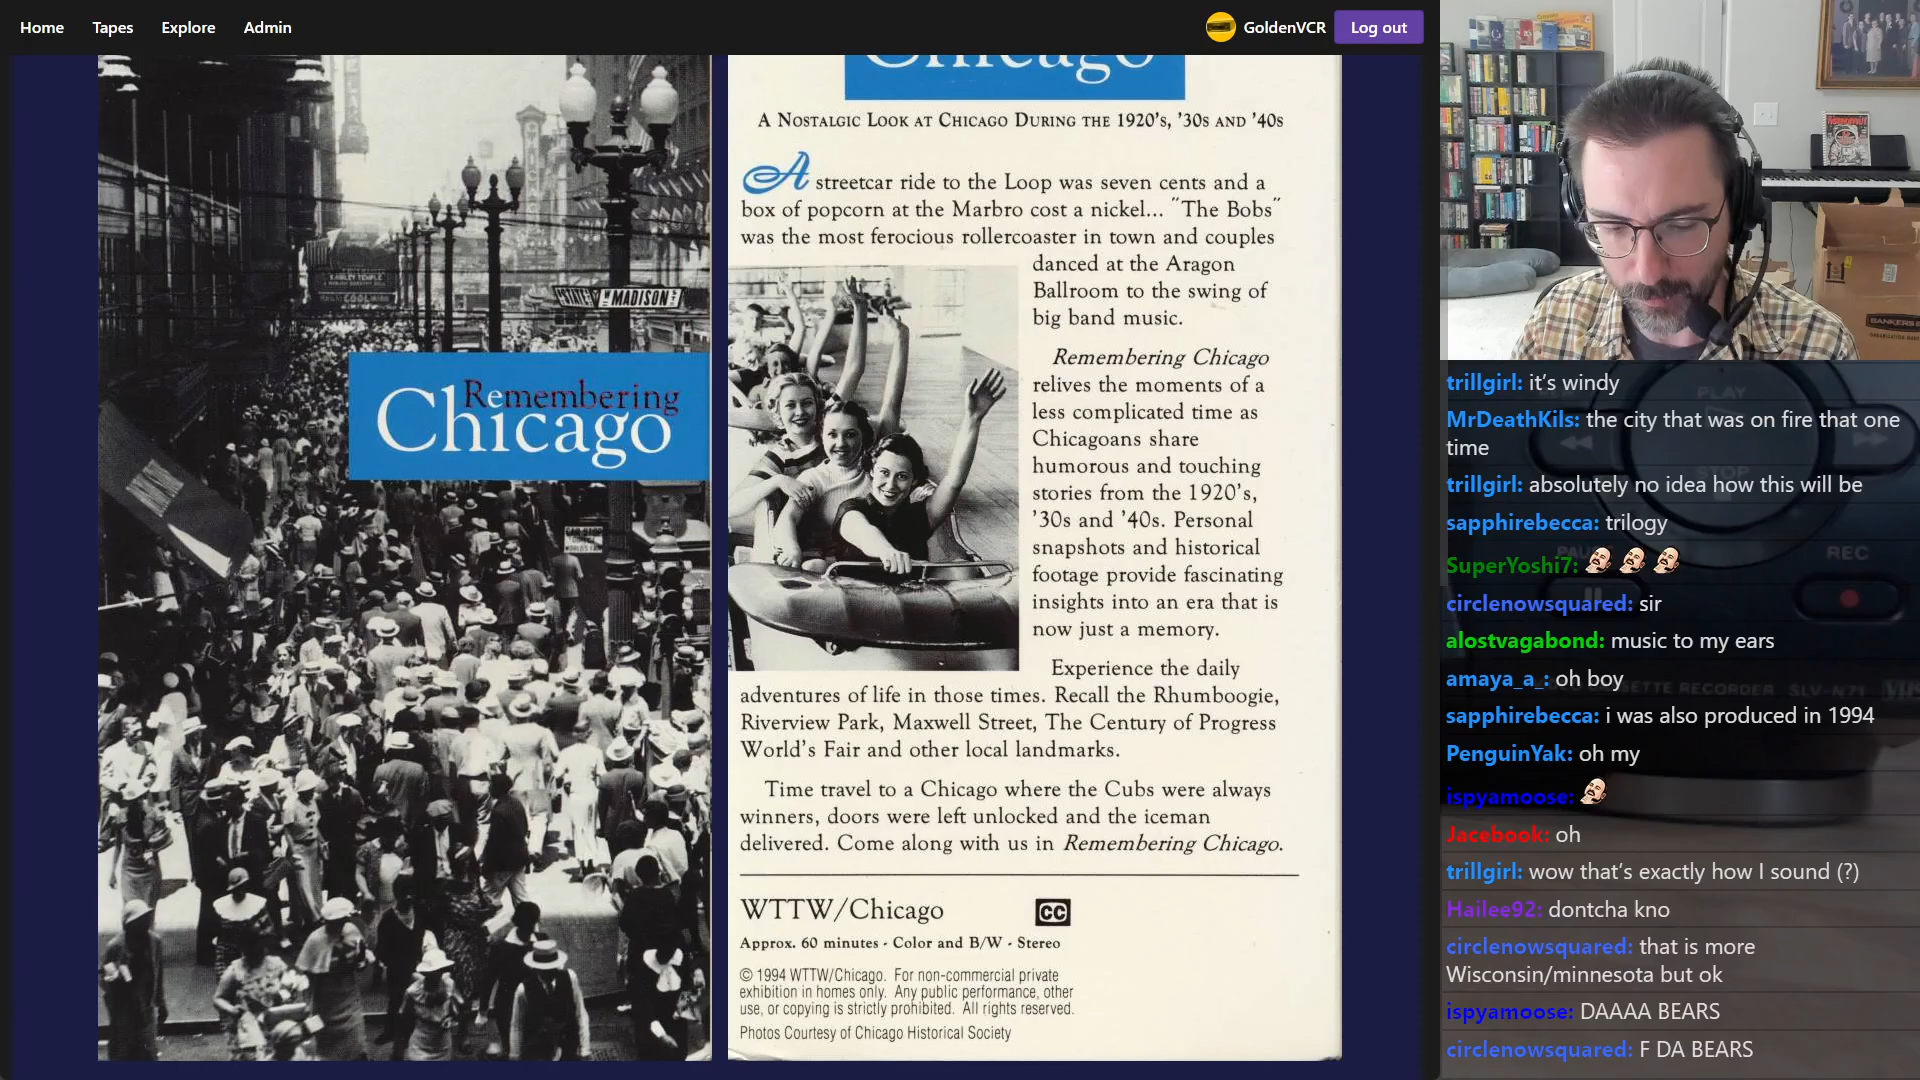 Home
Tapes
Explore
Admin
GoldenVCR
Log out
STATE
MADISON
Remembering
Chicago
Chicago
A Nostalgic Look at Chicago During the 1920's, '30s and '40s
A streetcar ride to the Loop was seven cents and a
box of popcorn at the Marbro cost a nickel... "The Bobs"
was the most ferocious rollercoaster in town and couples
danced at the Aragon
Ballroom to the swing of
big band music.
Remembering Chicago
relives the moments of a
less complicated time as
Chicagoans share
humorous and touching
stories from the 1920's,
'30s and '40s. Personal
snapshots and historical
footage provide fascinating
insights into an era that is
now just a memory.
Experience the daily
adventures of life in those times. Recall the Rhumboogie,
Riverview Park, Maxwell Street, The Century of Progress
World's Fair and other local landmarks.
Time travel to a Chicago where the Cubs were always
winners, doors were left unlocked and the iceman
delivered. Come along with us in Remembering Chicago.
WTTW/Chicago
CC
Approx. 60 minutes · Color and B/W · Stereo
© 1994 WTTW/Chicago. For non-commercial private
exhibition in homes only. Any public performance, other
use, or copying is strictly prohibited. All rights reserved.
Photos Courtesy of Chicago Historical Society
BANKERS
trillgirl: it's windy
MrDeathKils: the city that was on fire that one
time
trillgirl: absolutely no idea how this will be
sapphirebecca: trilogy
SuperYoshi7:
circlenowsquared: sir
alostvagabond: music to my ears
amaya_a_: oh boy
sapphirebecca: i was also produced in 1994
PenguinYak: oh my
ispyamoose:
Jacebook: oh
trillgirl: wow that's exactly how I sound (?)
Hailee92: dontcha kno
circlenowsquared: that is more
Wisconsin/minnesota but ok
ispyamoose: DAAAA BEARS
circlenowsquared: F DA BEARS
PLAY
STOP
REC
SETTE RECORDER SLV-N71